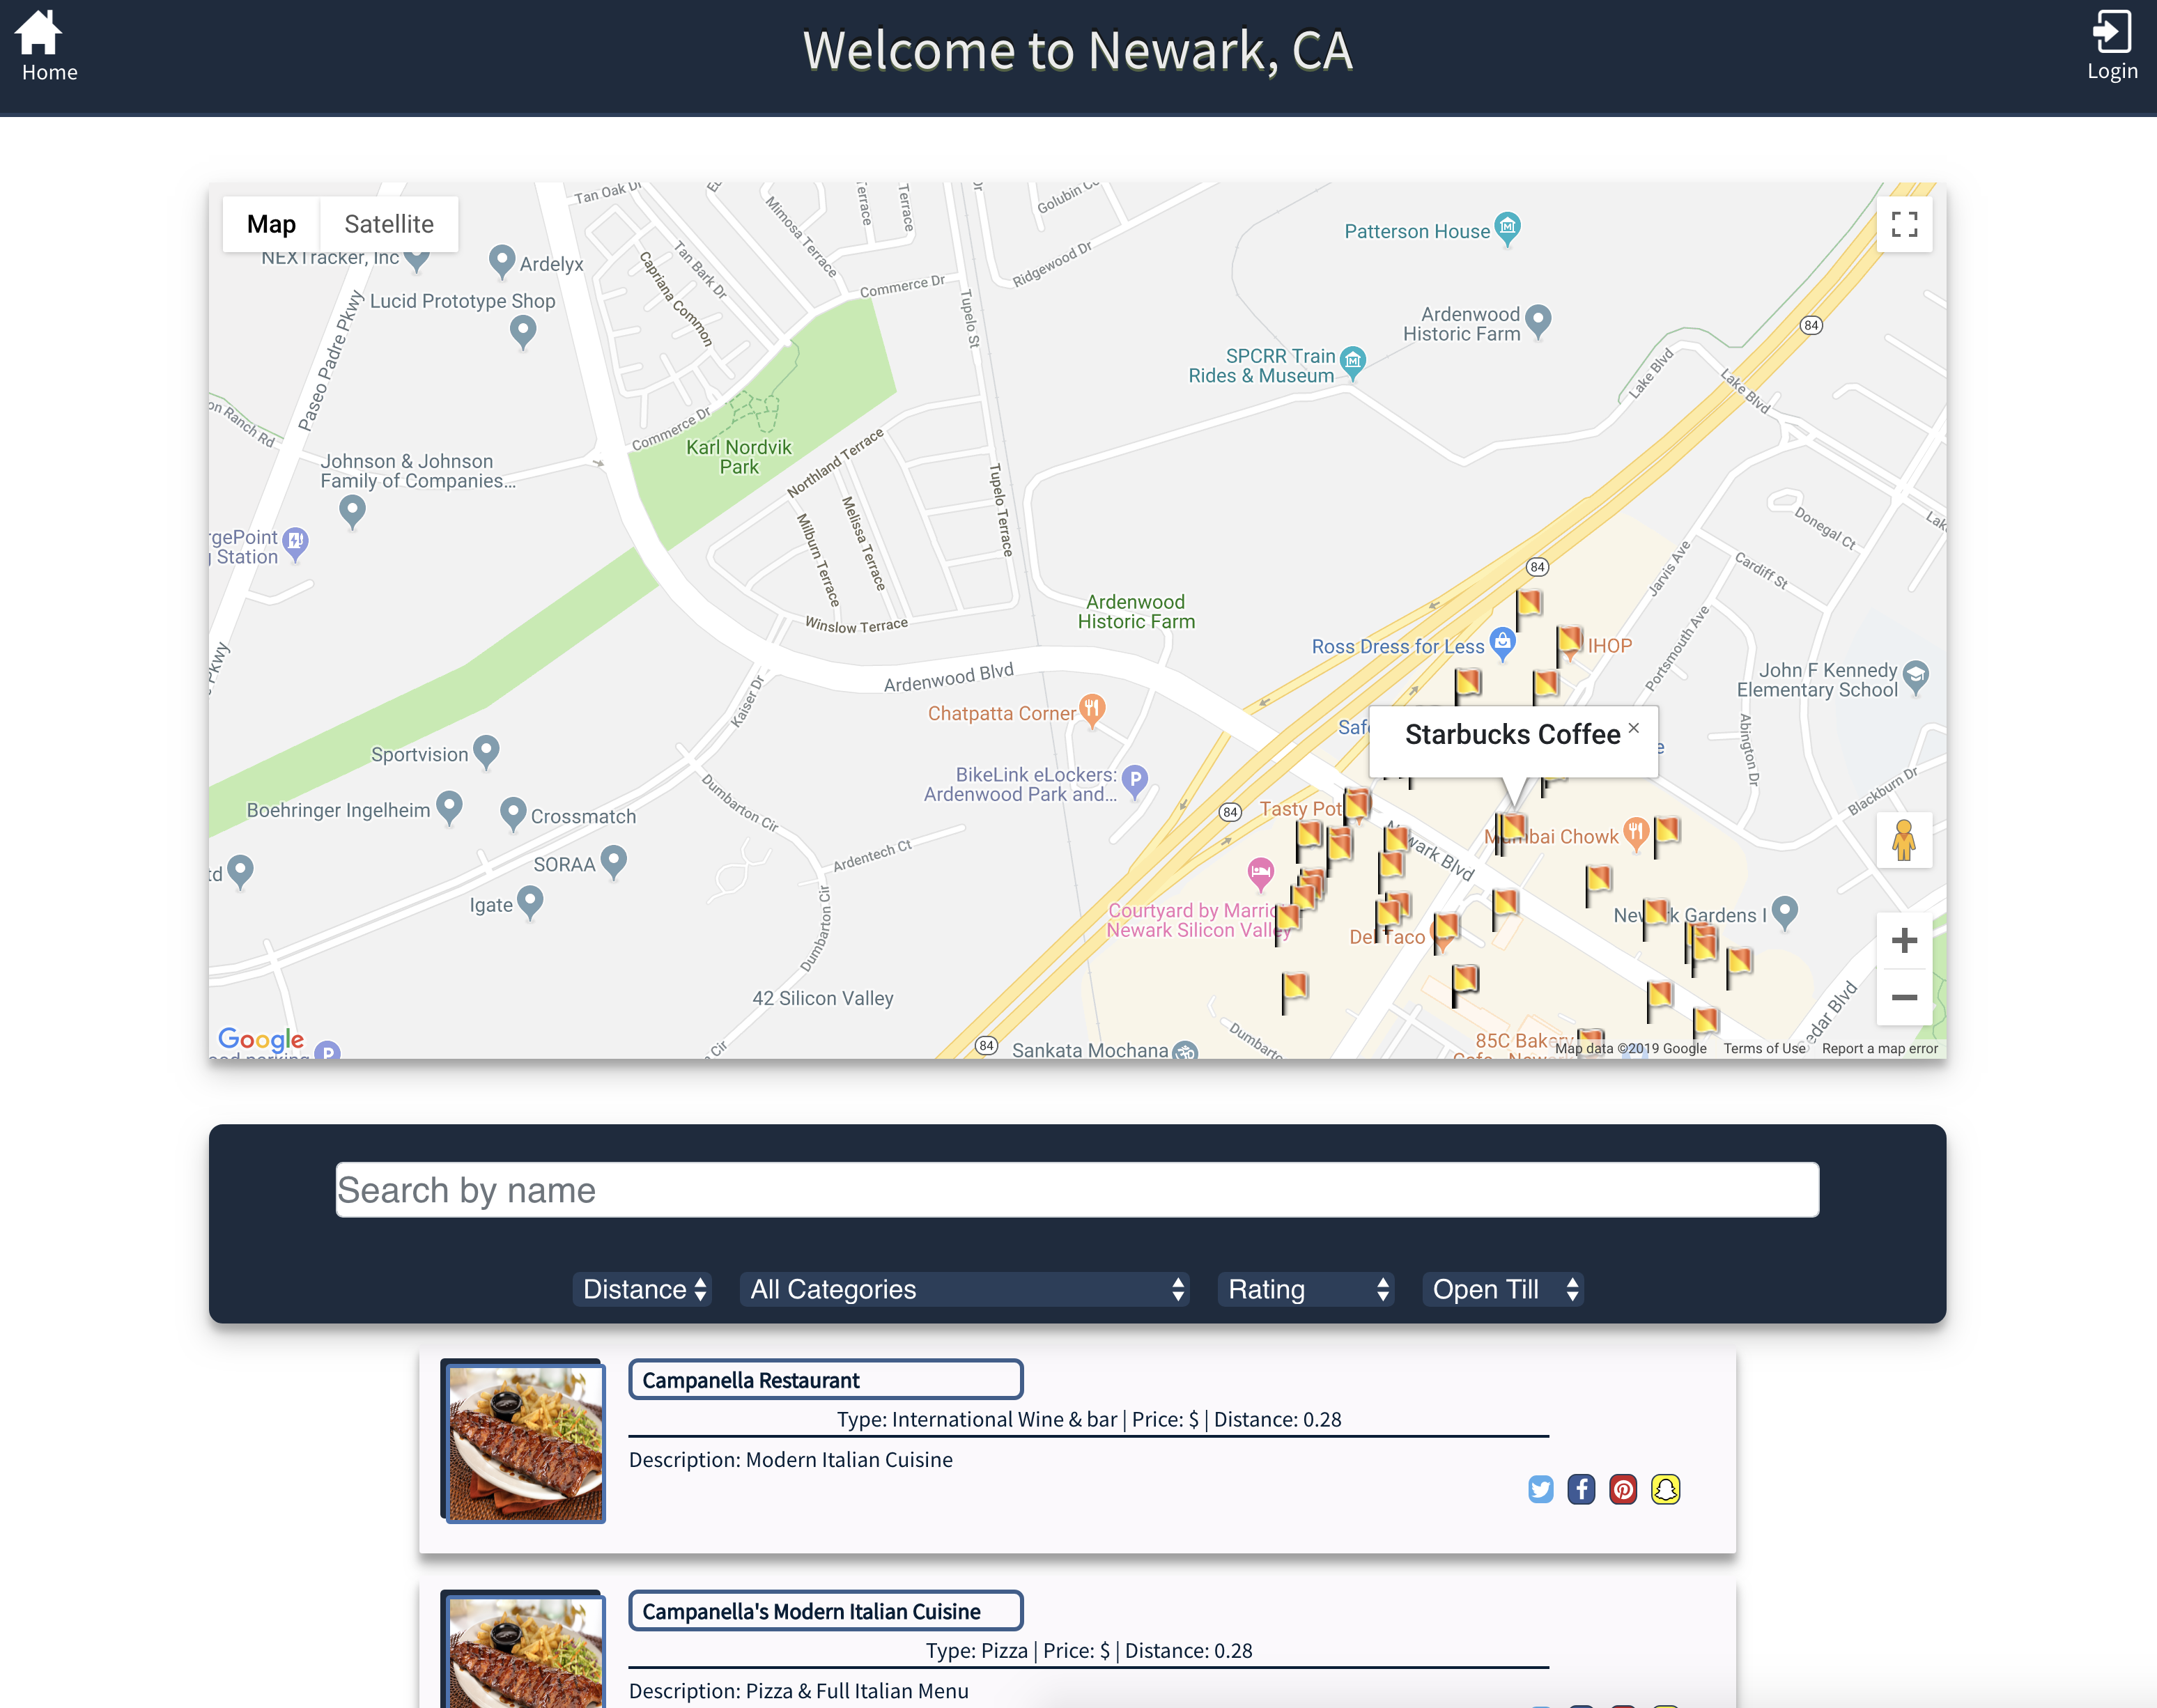 Home
Welcome to Newark, CA
Login
Map
Satellite
NEXTracker, Inc
Ardelyx
Lucid Prototype Shop
Paseo Padre Pkwy
Tan Oak Dr
Capriana Common
Tan Bark Dr
Mimosa Terrace
Terrace
Terrace
Commerce Dr
Tupelo St
Ridgewood Dr
Patterson House
Ardenwood
Historic Farm
SPCRR Train
Rides & Museum
84
Lake Blvd
Lake Blvd
on Ranch Rd
Commerce Dr
Karl Nordvik
Park
Northland Terrace
Tupelo Terrace
Melissa Terrace
Milburn Terrace
Winslow Terrace
Johnson & Johnson
Family of Companies...
rgePoint
Station
Pkwy
Donegal Ct
Cardiff St
Jarvis Ave
Portsmouth Ave
84
Ardenwood
Historic Farm
Ross Dress for Less
IHOP
John F Kennedy
Elementary School
Ardenwood Blvd
Kaiser Dr
Chatpatta Corner
Starbucks Coffee
Abington Dr
Blackburn Dr
Sportvision
BikeLink eLockers:
Ardenwood Park and...
Boehringer Ingelheim
Crossmatch
Dumbarton Cir
84
Tasty Pot
Newark Blvd
Mumbai Chowk
SORAA
Ardentech Ct
Igate
Dumbarton Cir
Courtyard by Marrio
Newark Silicon Valley
Del Taco
Newark Gardens I
42 Silicon Valley
Cedar Blvd
Google
84
Sankata Mochana
Dumbarto
85C Bakery
Map data ©2019 Google
Terms of Use
Report a map error
Search by name
Distance
All Categories
Rating
Open Till
Campanella Restaurant
Type: International Wine & bar | Price: $ | Distance: 0.28
Description: Modern Italian Cuisine
Campanella's Modern Italian Cuisine
Type: Pizza | Price: $ | Distance: 0.28
Description: Pizza & Full Italian Menu